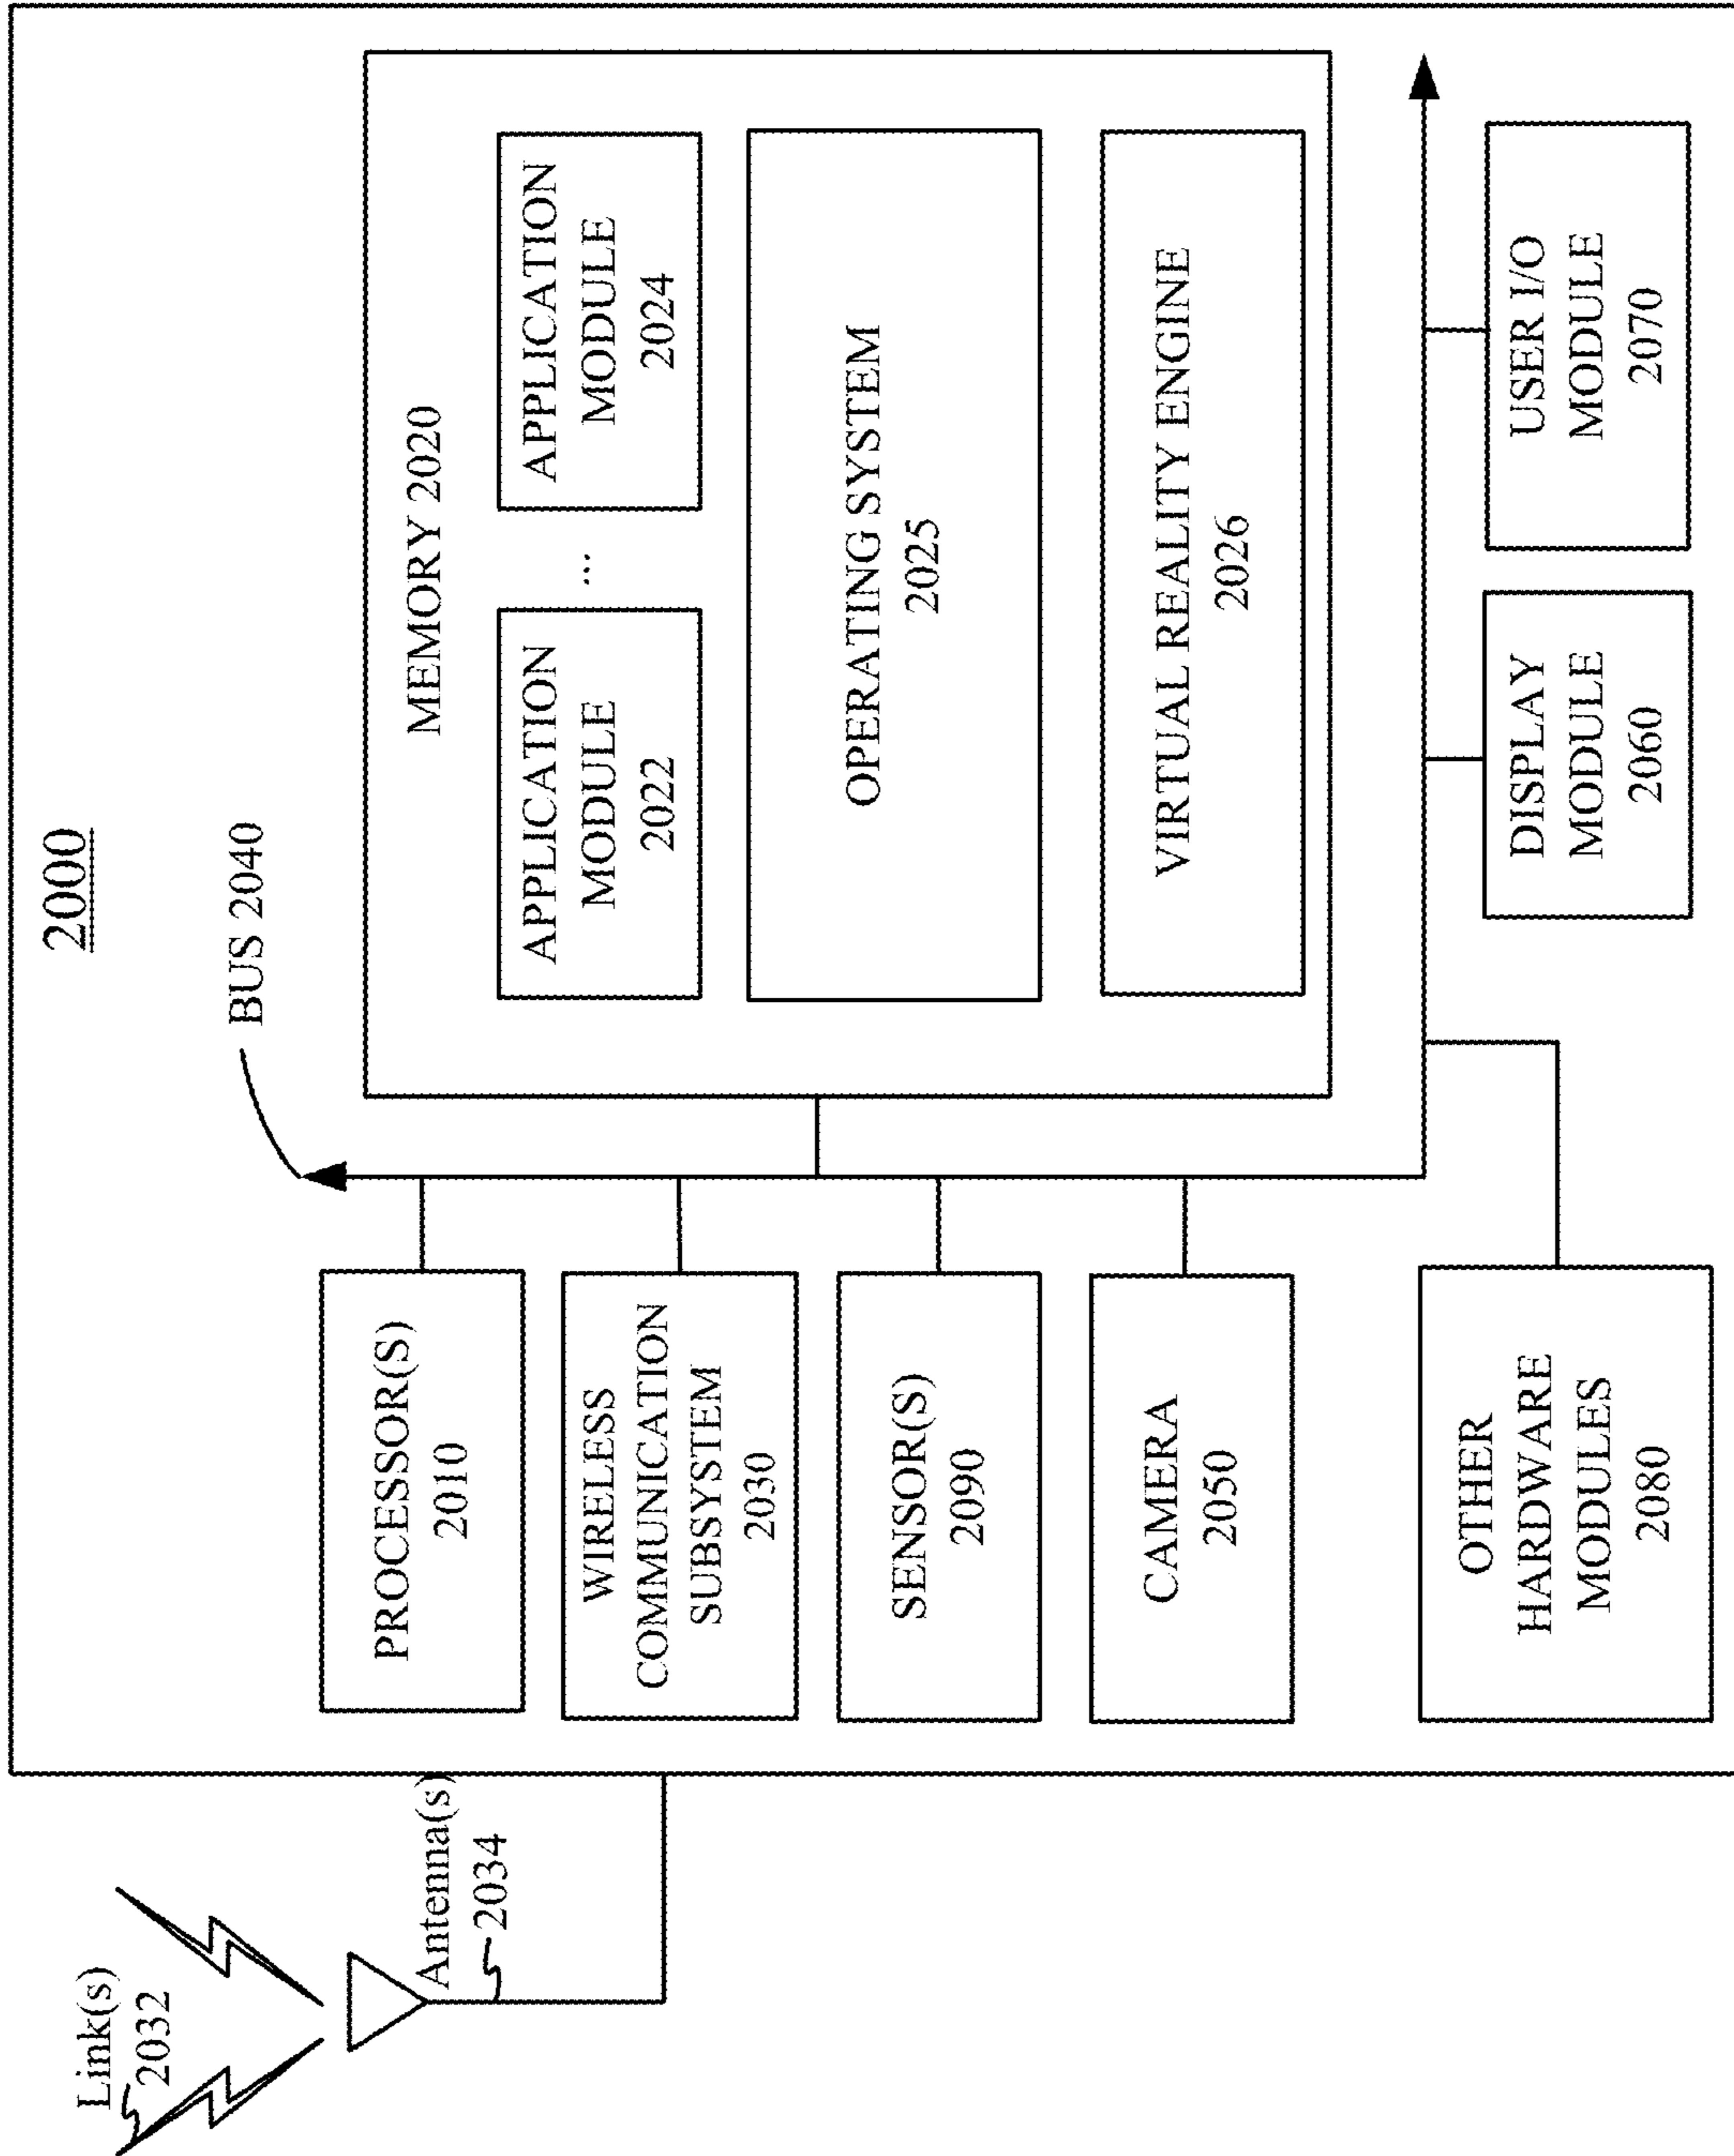 2000
BUS 2040
Link(s)
2032
Antenna(s)
2034
PROCESSOR(S)
2010
WIRELESS
COMMUNICATION
SUBSYSTEM
2030
SENSOR(S)
2090
CAMERA
2050
OTHER
HARDWARE
MODULES
2080
MEMORY 2020
APPLICATION
MODULE
2022
...
APPLICATION
MODULE
2024
OPERATING SYSTEM
2025
VIRTUAL REALITY ENGINE
2026
DISPLAY
MODULE
2060
USER I/O
MODULE
2070